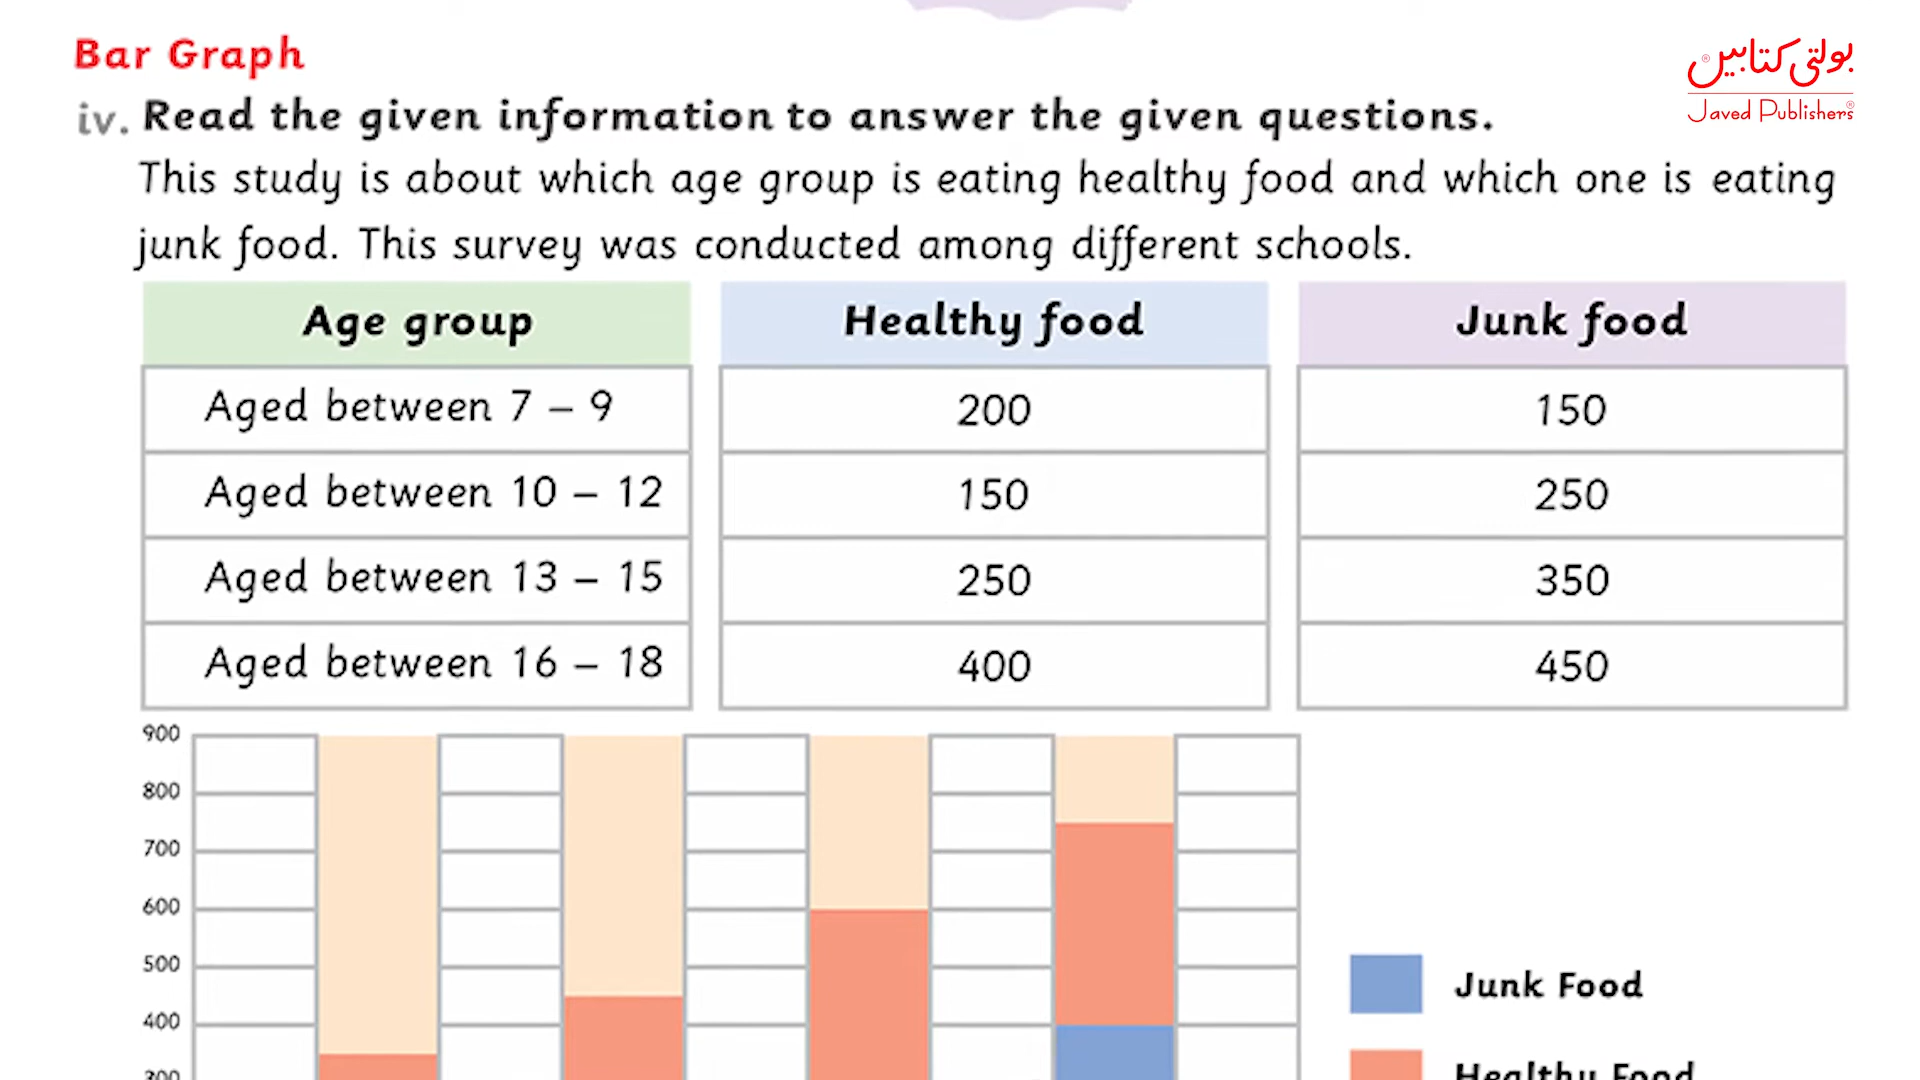 Bar Graph
بولتی کتابیں®
Javed Publishers®
iv. Read the given information to answer the given questions.
This study is about which age group is eating healthy food and which one is eating
junk food. This survey was conducted among different schools.
Age group Healthy food Junk food
Aged between 7 – 9 200 150
Aged between 10 – 12 150 250
Aged between 13 – 15 250 350
Aged between 16 – 18 400 450
900
800
700
600
500
Junk Food
400
300
Healthy Food